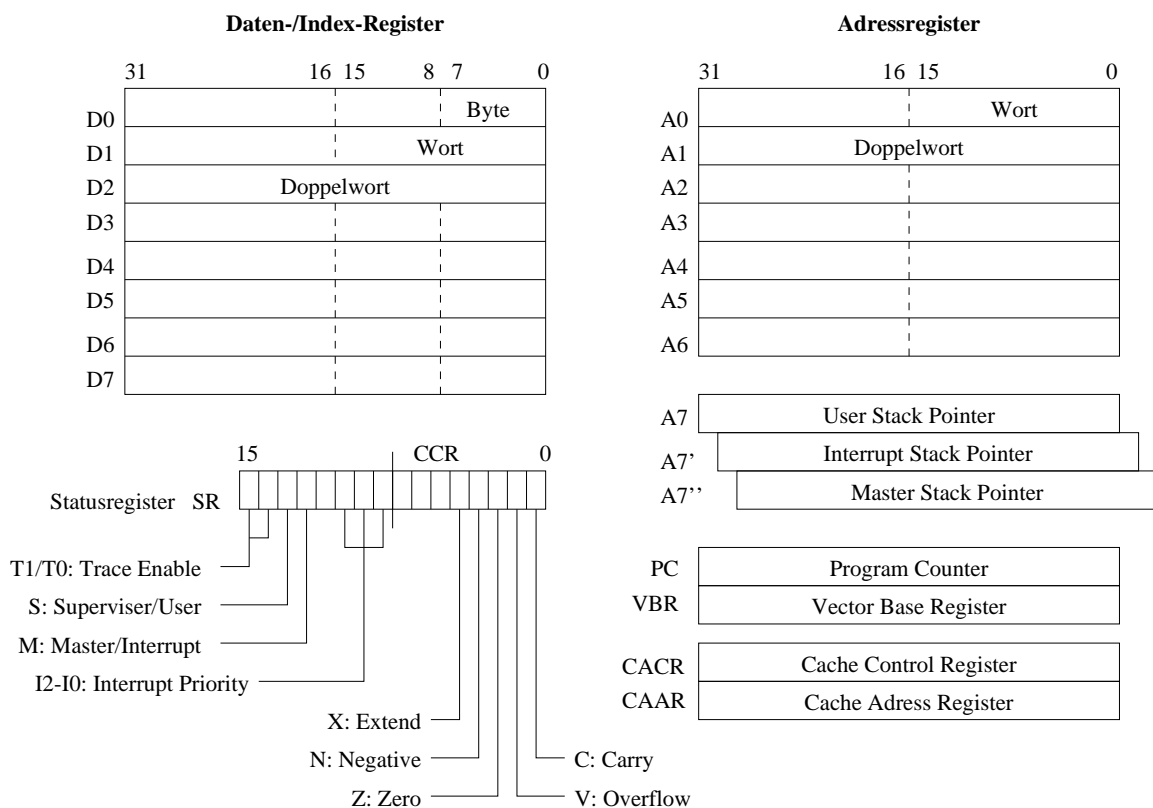 Daten-/Index-Register
31 16 15 8 7 0
D0 Byte
D1 Wort
D2 Doppelwort
D3
D4
D5
D6
D7
Adressregister
31 16 15 0
A0 Wort
A1 Doppelwort
A2
A3
A4
A5
A6
A7 User Stack Pointer
A7' Interrupt Stack Pointer
A7'' Master Stack Pointer
15 CCR 0
Statusregister SR
T1/T0: Trace Enable
S: Superviser/User
M: Master/Interrupt
I2-I0: Interrupt Priority
X: Extend
N: Negative
Z: Zero
C: Carry
V: Overflow
PC Program Counter
VBR Vector Base Register
CACR Cache Control Register
CAAR Cache Adress Register